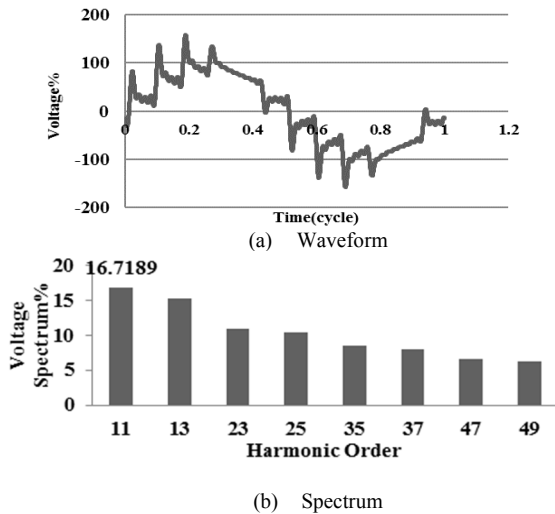 200
100
0
-100
-200
Voltage%
0 0.2 0.4 0.6 0.8 1 1.2
Time(cycle)
(a) Waveform
20
15
10
5
0
Voltage
Spectrum%
16.7189
11 13 23 25 35 37 47 49
Harmonic Order
(b) Spectrum